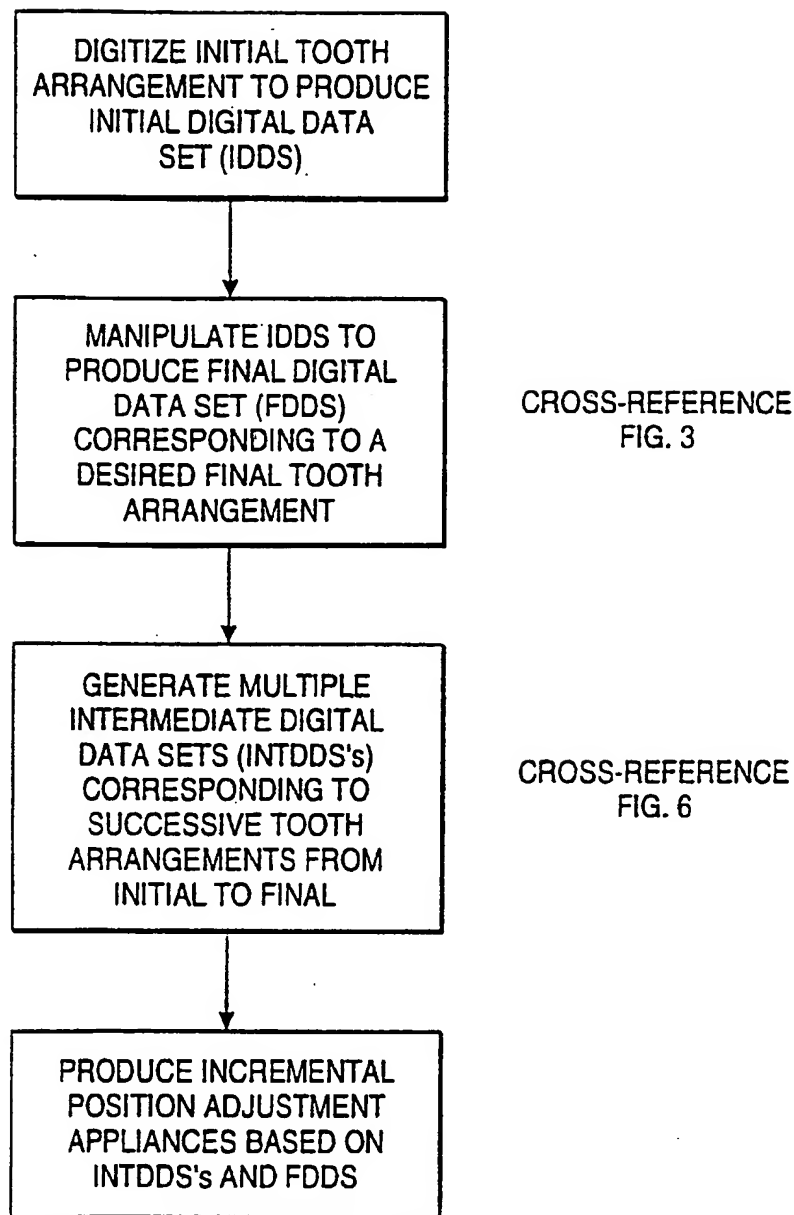 DIGITIZE INITIAL TOOTH
ARRANGEMENT TO PRODUCE
INITIAL DIGITAL DATA
SET (IDDS)
MANIPULATE IDDS TO
PRODUCE FINAL DIGITAL
DATA SET (FDDS)
CORRESPONDING TO A
DESIRED FINAL TOOTH
ARRANGEMENT
CROSS-REFERENCE
FIG. 3
GENERATE MULTIPLE
INTERMEDIATE DIGITAL
DATA SETS (INTDDS's)
CORRESPONDING TO
SUCCESSIVE TOOTH
ARRANGEMENTS FROM
INITIAL TO FINAL
CROSS-REFERENCE
FIG. 6
PRODUCE INCREMENTAL
POSITION ADJUSTMENT
APPLIANCES BASED ON
INTDDS's AND FDDS